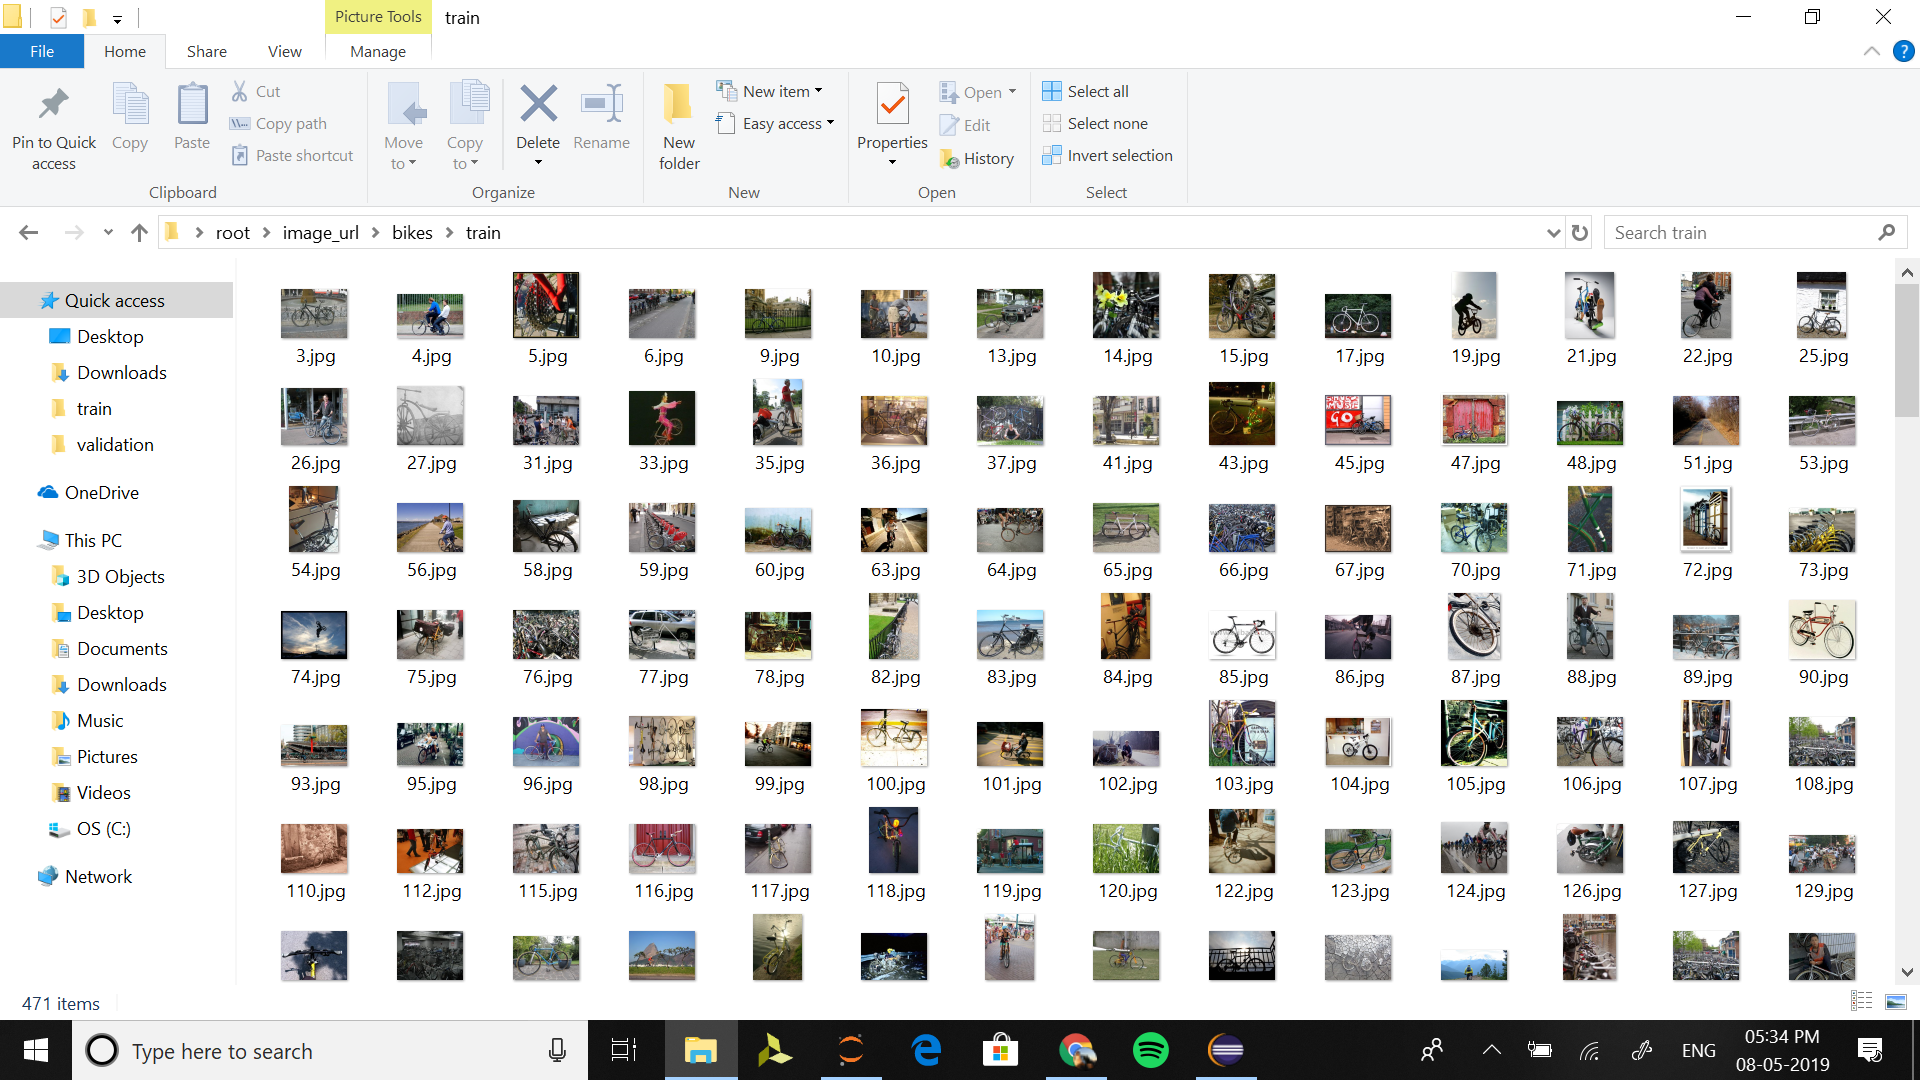 Picture Tools train
File Home Share View Manage
Pin to Quick access
Copy
Paste
Cut
Copy path
Paste shortcut
Clipboard
Move to
Copy to
Delete
Rename
Organize
New folder
New item
Easy access
New
Properties
Open
Edit
History
Open
Select all
Select none
Invert selection
Select
root image_url bikes train
Search train
Quick access
Desktop
Downloads
train
validation
OneDrive
This PC
3D Objects
Desktop
Documents
Downloads
Music
Pictures
Videos
OS (C:)
Network
3.jpg 4.jpg 5.jpg 6.jpg 9.jpg 10.jpg 13.jpg 14.jpg 15.jpg 17.jpg 19.jpg 21.jpg 22.jpg 25.jpg
26.jpg 27.jpg 31.jpg 33.jpg 35.jpg 36.jpg 37.jpg 41.jpg 43.jpg 45.jpg 47.jpg 48.jpg 51.jpg 53.jpg
54.jpg 56.jpg 58.jpg 59.jpg 60.jpg 63.jpg 64.jpg 65.jpg 66.jpg 67.jpg 70.jpg 71.jpg 72.jpg 73.jpg
74.jpg 75.jpg 76.jpg 77.jpg 78.jpg 82.jpg 83.jpg 84.jpg 85.jpg 86.jpg 87.jpg 88.jpg 89.jpg 90.jpg
93.jpg 95.jpg 96.jpg 98.jpg 99.jpg 100.jpg 101.jpg 102.jpg 103.jpg 104.jpg 105.jpg 106.jpg 107.jpg 108.jpg
110.jpg 112.jpg 115.jpg 116.jpg 117.jpg 118.jpg 119.jpg 120.jpg 122.jpg 123.jpg 124.jpg 126.jpg 127.jpg 129.jpg
471 items
Type here to search
ENG
05:34 PM
08-05-2019